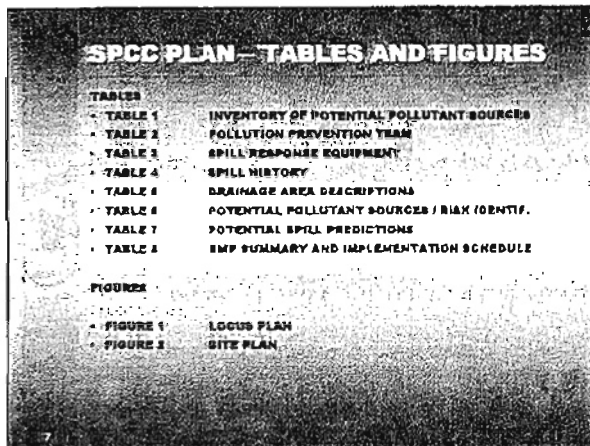 SPCC PLAN—TABLES AND FIGURES
TABLES
• TABLE 1 INVENTORY OF POTENTIAL POLLUTANT SOURCES
• TABLE 2 POLLUTION PREVENTION TEAM
• TABLE 3 SPILL RESPONSE EQUIPMENT
• TABLE 4 SPILL HISTORY
• TABLE 5 DRAINAGE AREA DESCRIPTIONS
• TABLE 6 POTENTIAL POLLUTANT SOURCES / RISK IDENTIF.
• TABLE 7 POTENTIAL SPILL PREDICTIONS
• TABLE 8 BMP SUMMARY AND IMPLEMENTATION SCHEDULE
FIGURES
• FIGURE 1 LOCUS PLAN
• FIGURE 2 SITE PLAN
7